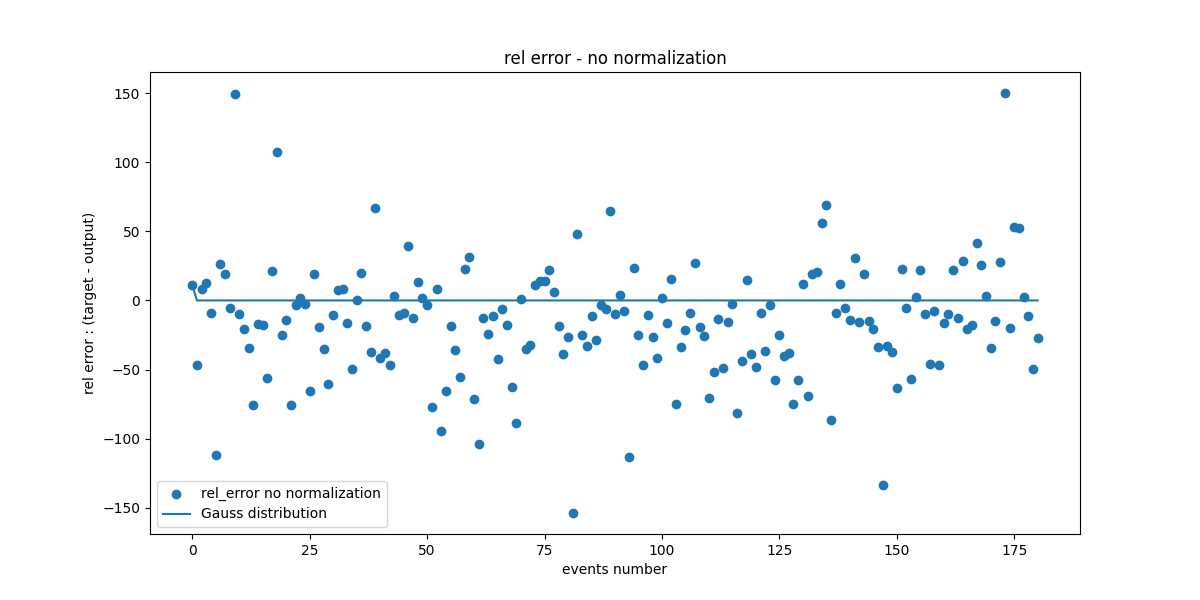 rel error - no normalization
rel error : (target - output)
150
100
50
0
−50
−100
−150
rel_error no normalization
Gauss distribution
0 25 50 75 100 125 150 175
events number